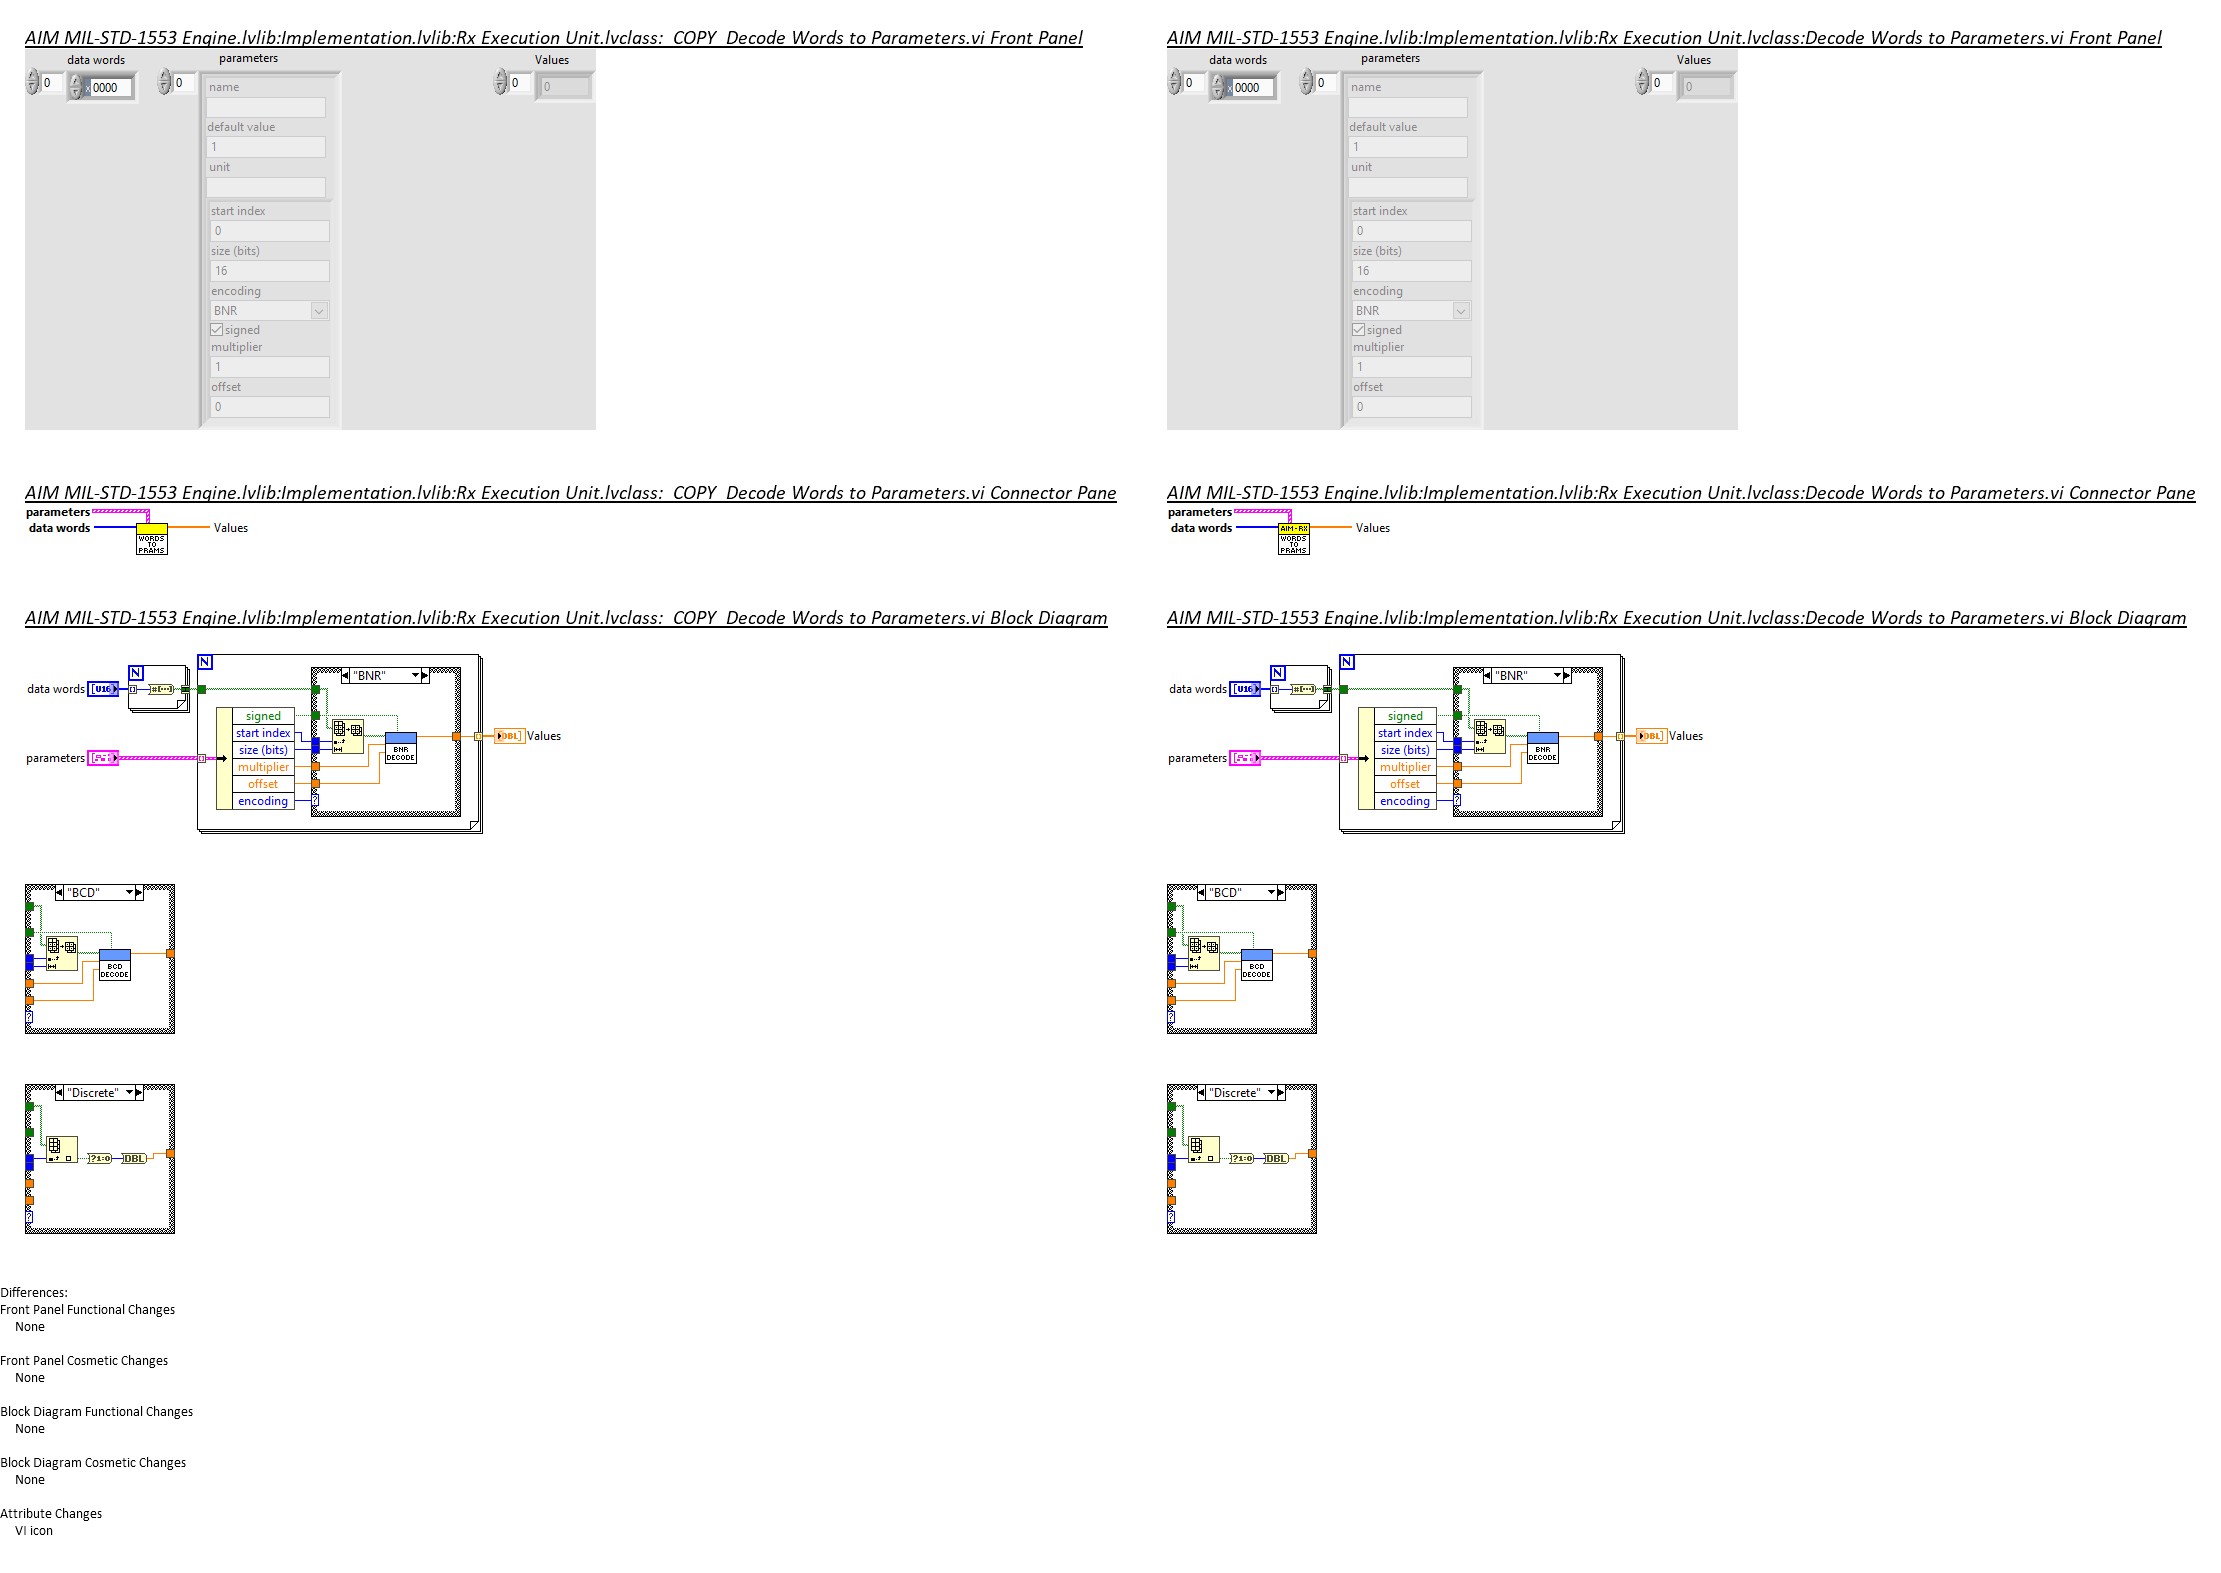 AIM MIL-STD-1553 Engine.lvlib:Implementation.lvlib:Rx Execution Unit.lvclass:_COPY_Decode Words to Parameters.vi Front Panel
data words
parameters
Values
0
x 0000
0
0
0
name
default value
1
unit
start index
0
size (bits)
16
encoding
BNR
signed
multiplier
1
offset
0
AIM MIL-STD-1553 Engine.lvlib:Implementation.lvlib:Rx Execution Unit.lvclass:Decode Words to Parameters.vi Front Panel
data words
parameters
Values
0
x 0000
0
0
0
name
default value
1
unit
start index
0
size (bits)
16
encoding
BNR
signed
multiplier
1
offset
0
AIM MIL-STD-1553 Engine.lvlib:Implementation.lvlib:Rx Execution Unit.lvclass:_COPY_Decode Words to Parameters.vi Connector Pane
parameters
data words
Values
WORDS
TO
PRAMS
AIM MIL-STD-1553 Engine.lvlib:Implementation.lvlib:Rx Execution Unit.lvclass:Decode Words to Parameters.vi Connector Pane
parameters
data words
Values
AIM-RX
WORDS
TO
PRAMS
AIM MIL-STD-1553 Engine.lvlib:Implementation.lvlib:Rx Execution Unit.lvclass:_COPY_Decode Words to Parameters.vi Block Diagram
N
N
"BNR"
data words
[U16]
#[...]
signed
start index
size (bits)
multiplier
offset
encoding
?
BNR
DECODE
DBL]
Values
parameters
AIM MIL-STD-1553 Engine.lvlib:Implementation.lvlib:Rx Execution Unit.lvclass:Decode Words to Parameters.vi Block Diagram
N
N
"BNR"
data words
[U16]
#[...]
signed
start index
size (bits)
multiplier
offset
encoding
?
BNR
DECODE
DBL]
Values
parameters
"BCD"
BCD
DECODE
?
"BCD"
BCD
DECODE
?
"Discrete"
?1:0
DBL
?
"Discrete"
?1:0
DBL
?
Differences:
Front Panel Functional Changes
None
Front Panel Cosmetic Changes
None
Block Diagram Functional Changes
None
Block Diagram Cosmetic Changes
None
Attribute Changes
VI icon